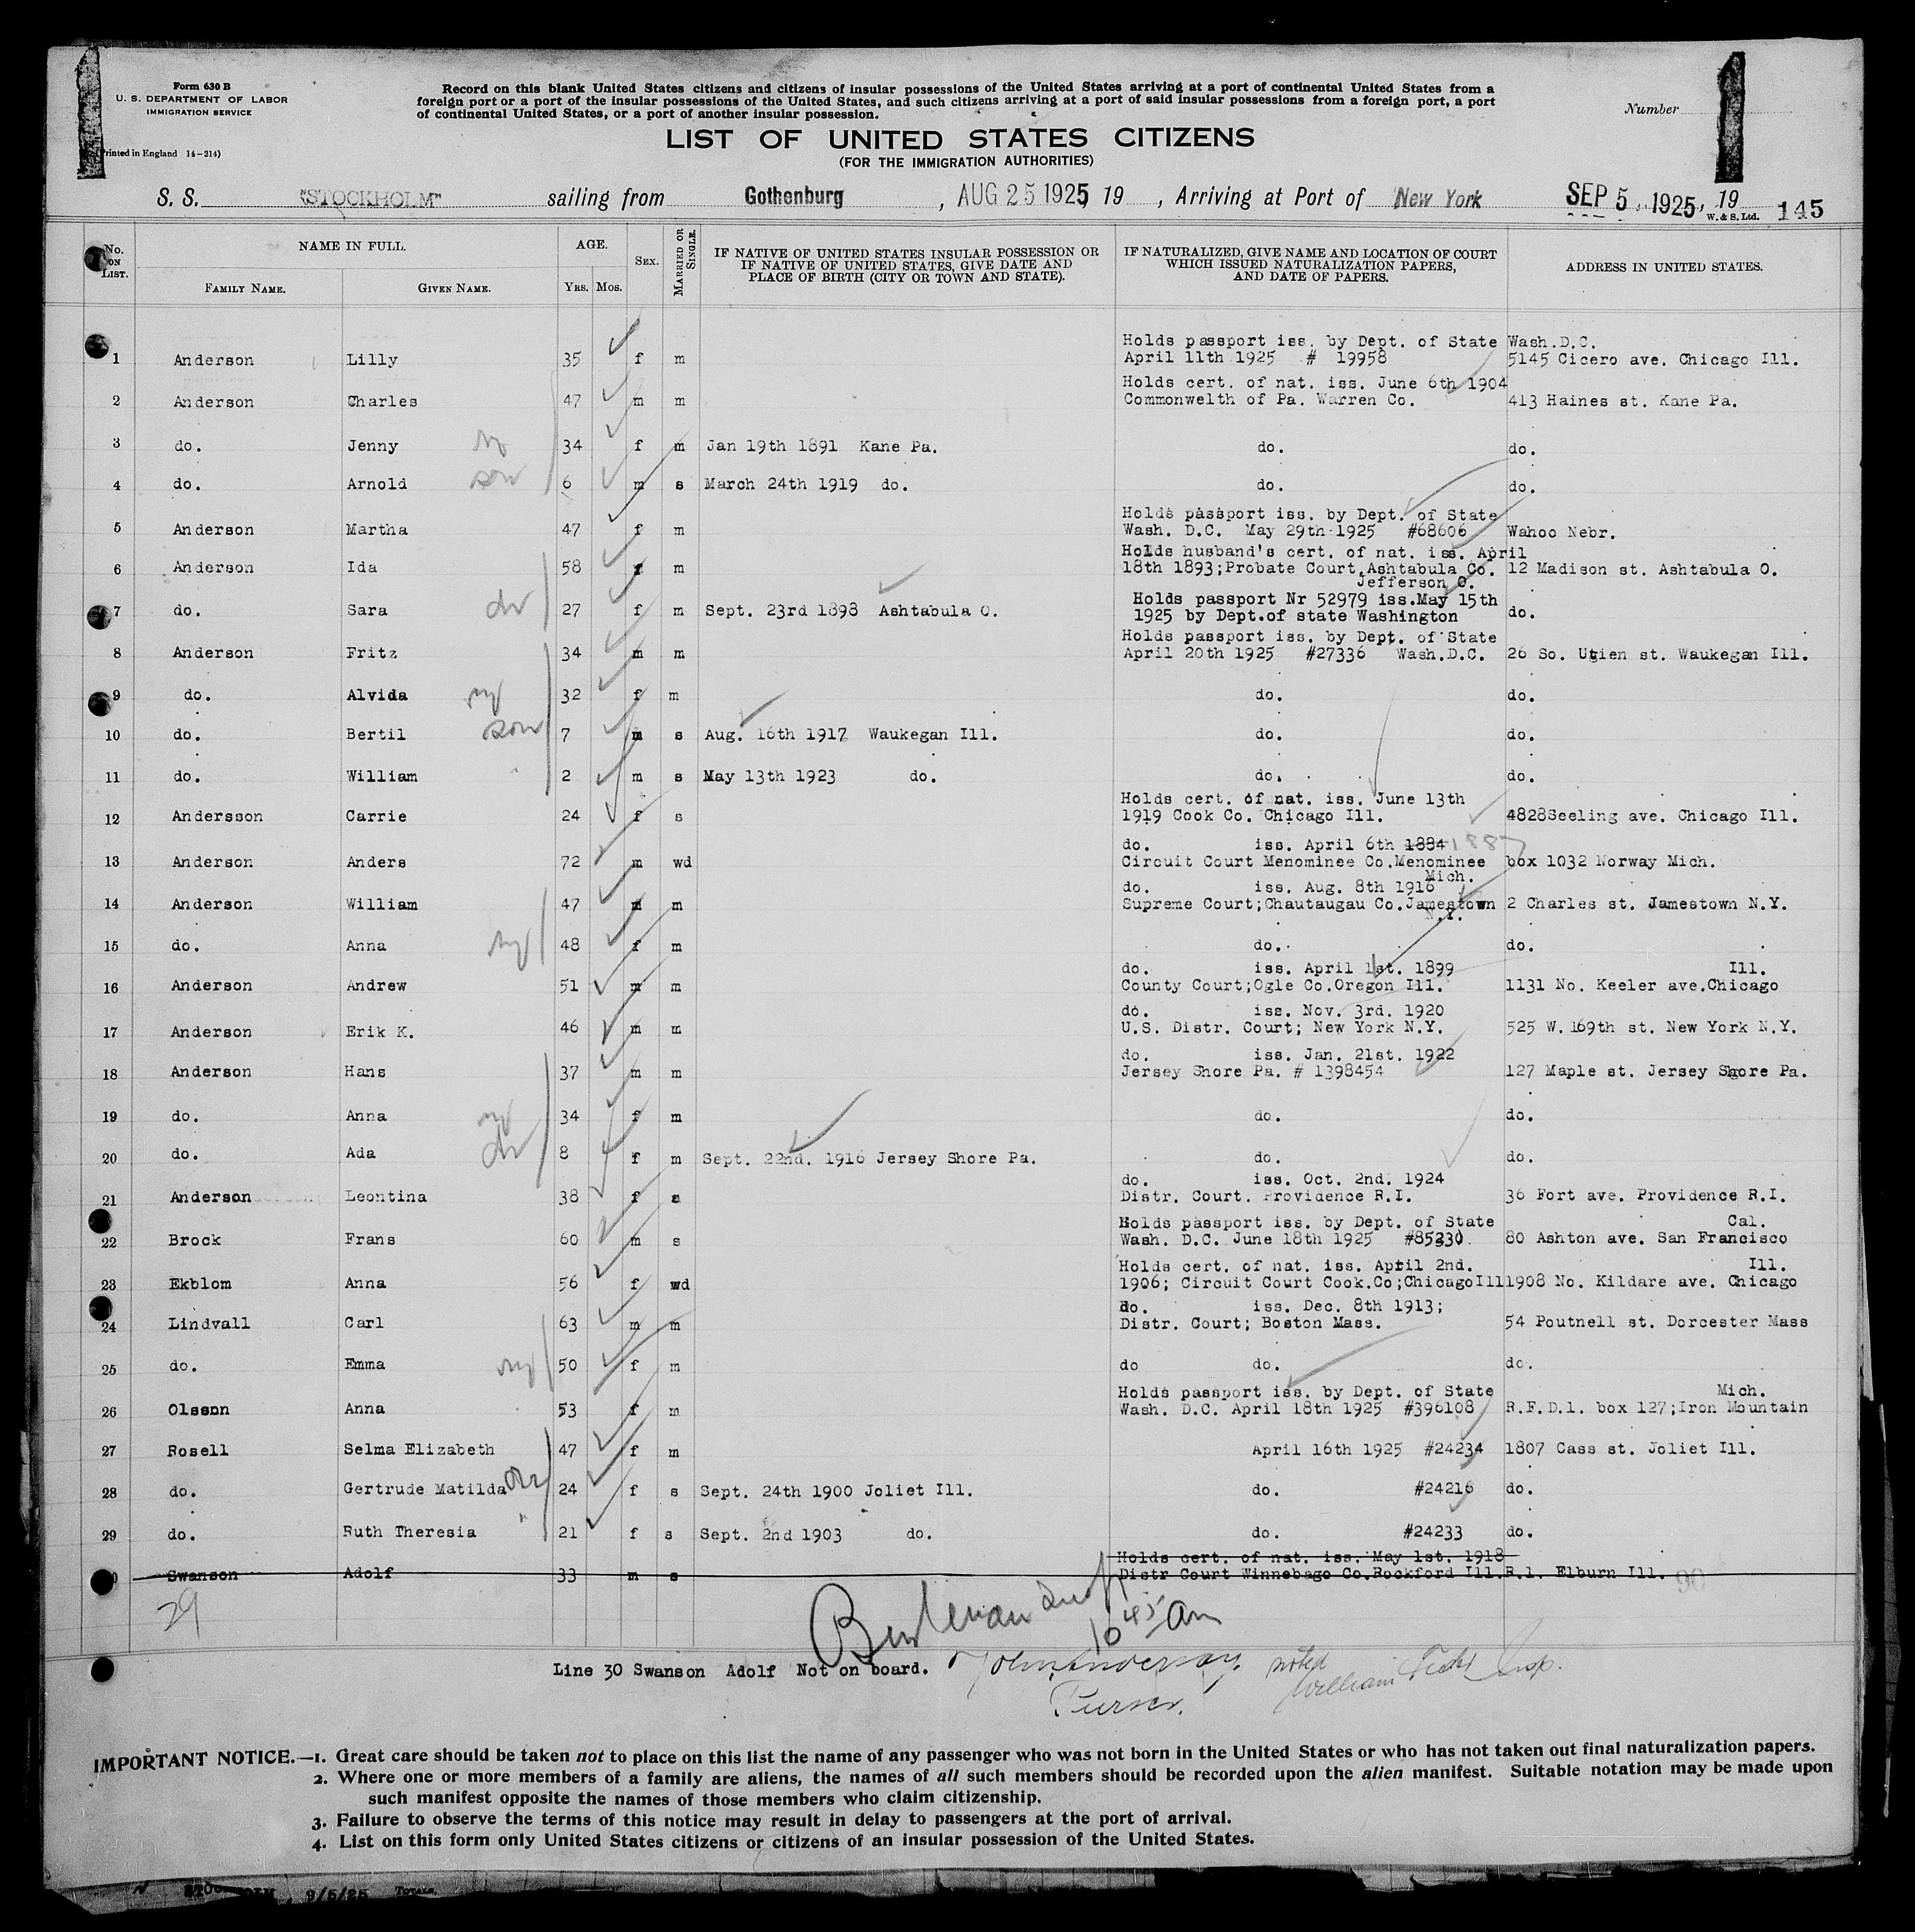 Form 630 B
U. S. DEPARTMENT OF LABOR
IMMIGRATION SERVICE
(Printed in England 14-214)
Record on this blank United States citizens and citizens of insular possessions of the United States arriving at a port of continental United States from a
foreign port or a port of the insular possessions of the United States, and such citizens arriving at a port of said insular possessions from a foreign port, a port
of continental United States, or a port of another insular possession.
Number
LIST OF UNITED STATES CITIZENS
(FOR THE IMMIGRATION AUTHORITIES)
S. S. "STOCKHOLM" sailing from Gothenburg, AUG 25 1925, 19 , Arriving at Port of New York SEP 5, 1925, 19
W. & S. Ltd. 145
No. ON LIST. NAME IN FULL. FAMILY NAME. GIVEN NAME. AGE. YRS. MOS. SEX. MARRIED OR SINGLE. IF NATIVE OF UNITED STATES INSULAR POSSESSION OR IF NATIVE OF UNITED STATES, GIVE DATE AND PLACE OF BIRTH (CITY OR TOWN AND STATE). IF NATURALIZED, GIVE NAME AND LOCATION OF COURT WHICH ISSUED NATURALIZATION PAPERS, AND DATE OF PAPERS. ADDRESS IN UNITED STATES.
Holds passport iss. by Dept. of State Wash.D.C.
1 Anderson Lilly 35 f m April 11th 1925 # 19958 5145 Cicero ave. Chicago Ill.
Holds cert. of nat. iss. June 6th 1904
2 Anderson Charles 47 m m Commonwelth of Pa. Warren Co. 413 Haines st. Kane Pa.
3 do. Jenny 34 f m Jan 19th 1891 Kane Pa. do. do.
4 do. Arnold son 6 m s March 24th 1919 do. do. do.
Holds passport iss. by Dept. of State
5 Anderson Martha 47 f m Wash. D.C. May 29th 1925 #68606 Wahoo Nebr.
Holds husband's cert. of nat. iss. April
6 Anderson Ida 58 f m 18th 1893;Probate Court,Ashtabula Co. 12 Madison st. Ashtabula O.
Jefferson O.
Holds passport Nr 52979 iss.May 15th
7 do. Sara 27 f m Sept. 23rd 1898 Ashtabula O. 1925 by Dept.of state Washington do.
Holds passport iss. by Dept. of State
8 Anderson Fritz 34 m m April 20th 1925 #27336 Wash.D.C. 26 So. Utien st. Waukegan Ill.
9 do. Alvida 32 f m do. do.
10 do. Bertil son 7 m s Aug. 16th 1917 Waukegan Ill. do. do.
11 do. William " 2 m s May 13th 1923 do. do. do.
Holds cert. of nat. iss. June 13th
12 Andersson Carrie 24 f s 1919 Cook Co. Chicago Ill. 4828Seeling ave. Chicago Ill.
do. iss. April 6th 1884 1887
13 Anderson Anders 72 m wd Circuit Court Menominee Co.Menominee box 1032 Norway Mich.
Mich.
do. iss. Aug. 8th 1916
14 Anderson William 47 m m Supreme Court;Chautaugau Co.Jamestown 2 Charles st. Jamestown N.Y.
N.Y.
15 do. Anna 48 f m do. do.
do. iss. April 1st. 1899 Ill.
16 Anderson Andrew 51 m m County Court;Ogle Co.Oregon Ill. 1131 No. Keeler ave.Chicago
do. iss. Nov. 3rd. 1920
17 Anderson Erik K. 46 m m U.S. Distr. Court; New York N.Y. 525 W. 169th st. New York N.Y.
do. iss. Jan. 21st. 1922
18 Anderson Hans 37 m m Jersey Shore Pa. # 1398454 127 Maple st. Jersey Shore Pa.
19 do. Anna 34 f m do. do.
20 do. Ada 8 f m Sept. 22nd. 1916 Jersey Shore Pa. do. do.
do. iss. Oct. 2nd. 1924
21 Anderson Leontina 38 f s Distr. Court. Providence R.I. 36 Fort ave. Providence R.I.
Holds passport iss. by Dept. of State Cal.
22 Brock Frans 60 m s Wash. D.C. June 18th 1925 80 Ashton ave. San Francisco
Holds cert. of nat. iss. April 2nd. Ill.
23 Ekblom Anna 56 f wd 1906; Circuit Court Cook.Co;ChicagoIll 1908 No. Kildare ave. Chicago
do. iss. Dec. 8th 1913;
24 Lindvall Carl 63 m m Distr. Court; Boston Mass. 54 Poutnell st. Dorcester Mass
25 do. Emma 50 f m do do. do.
Holds passport iss. by Dept. of State Mich.
26 Olsson Anna 53 f m Wash. D.C. April 18th 1925 #396108 R.F.D.1. box 127;Iron Mountain
27 Rosell Selma Elizabeth 47 f m April 16th 1925 #24234 1807 Cass st. Joliet Ill.
28 do. Gertrude Matilda 24 f s Sept. 24th 1900 Joliet Ill. do. #24216 do.
29 do. Ruth Theresia " 21 f s Sept. 2nd 1903 do. do. #24233 do.
Holds cert. of nat. iss. May 1st. 1918
Swanson Adolf 33 m s Distr Court Winnebago Co.Rockford Ill. R.1. Elburn Ill. 90
29
10 45 am
Line 30 Swanson Adolf Not on board.
noted William Insp.
Purser.
IMPORTANT NOTICE.—1. Great care should be taken not to place on this list the name of any passenger who was not born in the United States or who has not taken out final naturalization papers.
2. Where one or more members of a family are aliens, the names of all such members should be recorded upon the alien manifest. Suitable notation may be made upon
such manifest opposite the names of those members who claim citizenship.
3. Failure to observe the terms of this notice may result in delay to passengers at the port of arrival.
4. List on this form only United States citizens or citizens of an insular possession of the United States.
9/5/25